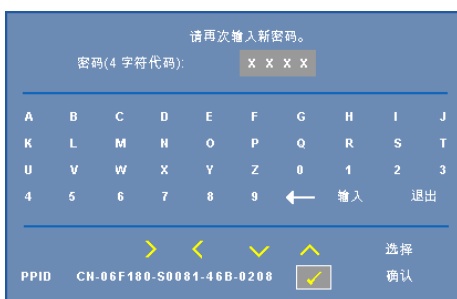 请再次输入新密码。
密码(4 字符代码): X X X X
A B C D E F G H I J
K L M N O P Q R S T
U V W X Y Z 0 1 2 3
4 5 6 7 8 9 输入 退出
选择
PPID CN-06F180-S0081-46B-0208 确认